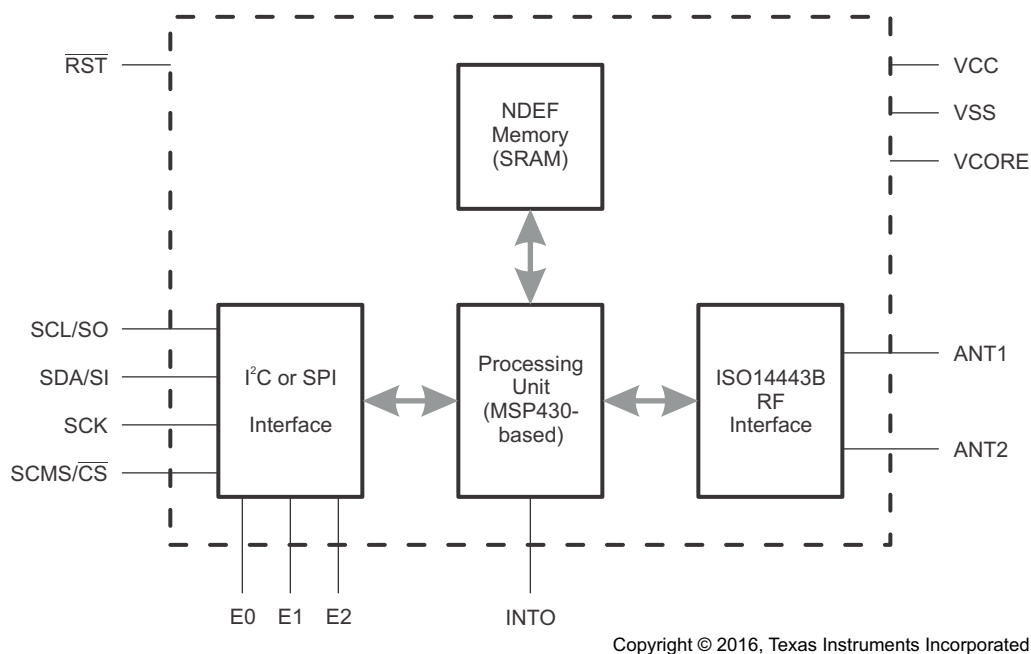 RST
VCC
VSS
VCORE
NDEF
Memory
(SRAM)
SCL/SO
SDA/SI
SCK
SCMS/CS
I²C or SPI
Interface
Processing
Unit
(MSP430-
based)
ISO14443B
RF
Interface
ANT1
ANT2
E0 E1 E2
INTO
Copyright © 2016, Texas Instruments Incorporated